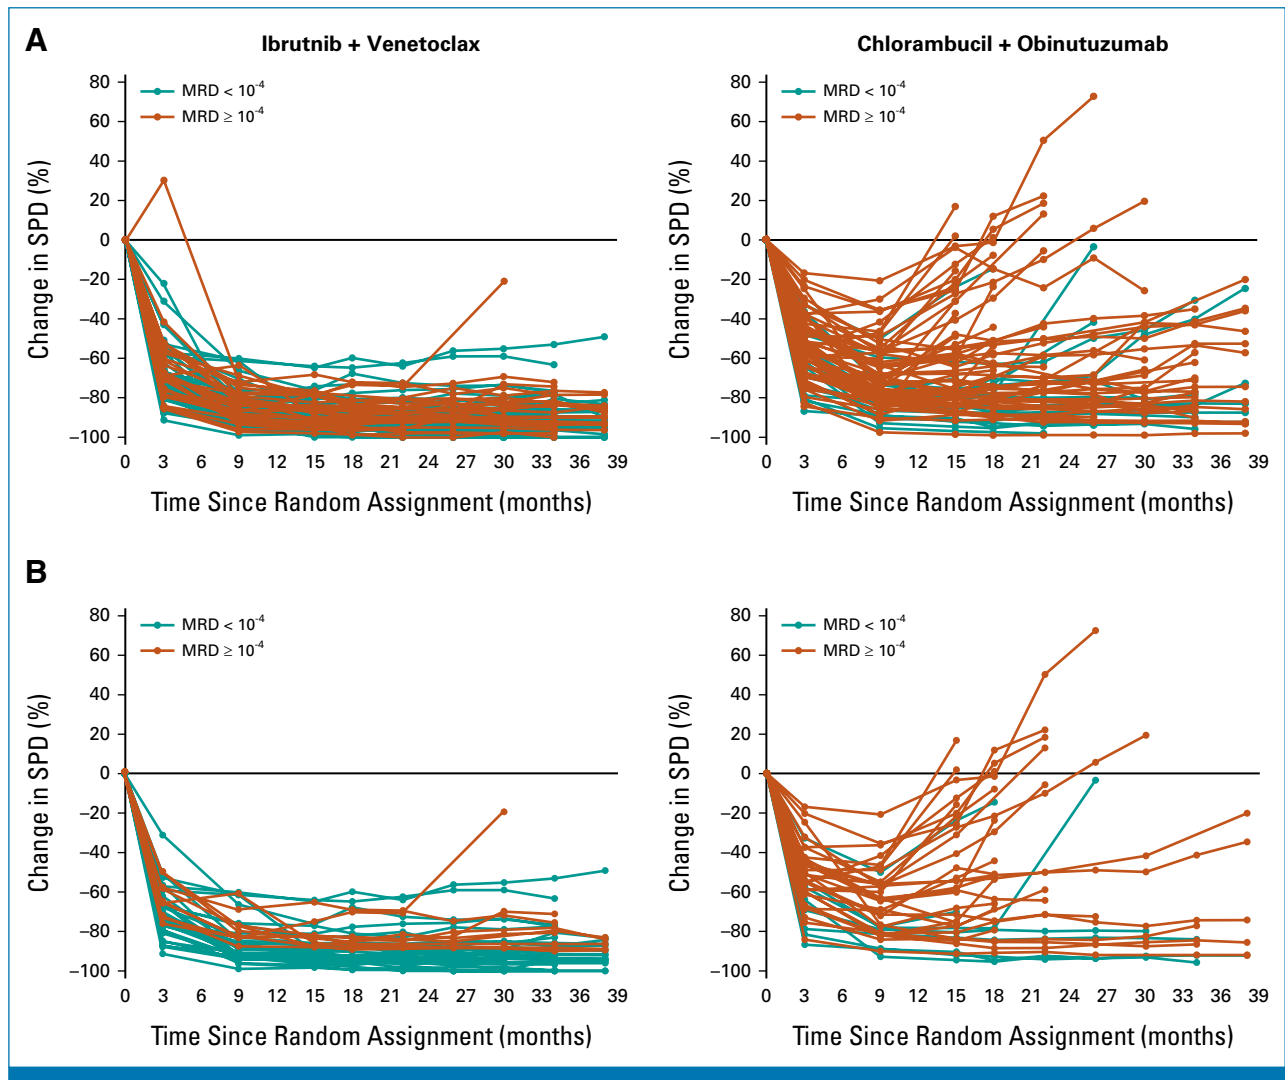 A
Ibrutnib + Venetoclax
Chlorambucil + Obinutuzumab
Change in SPD (%)
80
60
40
20
0
−20
−40
−60
−80
−100
MRD < 10-4
MRD ≥ 10-4
0 3 6 9 12 15 18 21 24 27 30 33 36 39
Time Since Random Assignment (months)
Change in SPD (%)
80
60
40
20
0
−20
−40
−60
−80
−100
MRD < 10-4
MRD ≥ 10-4
0 3 6 9 12 15 18 21 24 27 30 33 36 39
Time Since Random Assignment (months)
B
Change in SPD (%)
80
60
40
20
0
−20
−40
−60
−80
−100
MRD < 10-4
MRD ≥ 10-4
0 3 6 9 12 15 18 21 24 27 30 33 36 39
Time Since Random Assignment (months)
Change in SPD (%)
80
60
40
20
0
−20
−40
−60
−80
−100
MRD < 10-4
MRD ≥ 10-4
0 3 6 9 12 15 18 21 24 27 30 33 36 39
Time Since Random Assignment (months)